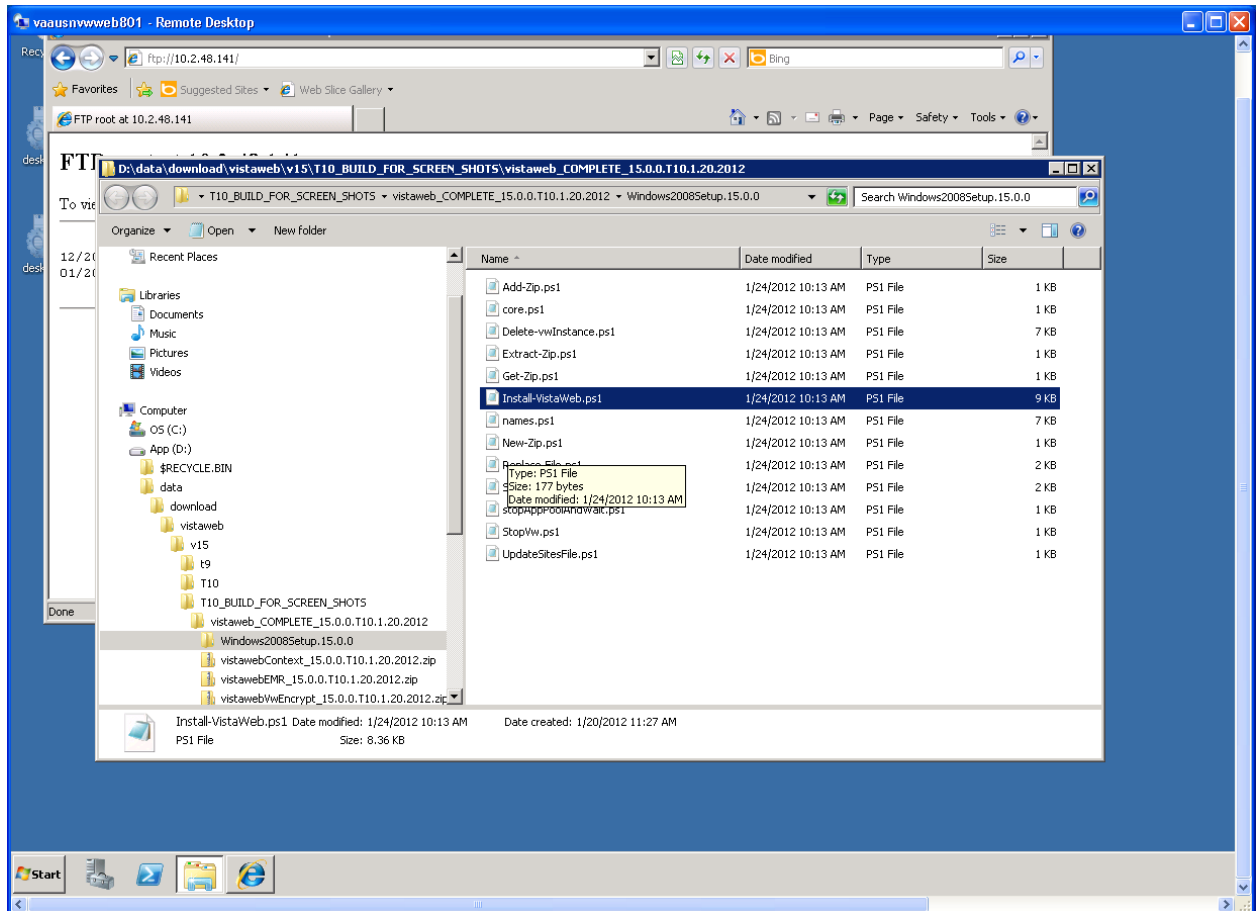 vaausnvwweb801 - Remote Desktop
Recy
ftp://10.2.48.141/
Bing
Favorites Suggested Sites Web Slice Gallery
FTP root at 10.2.48.141
Page Safety Tools
desk
FTP
D:\data\download\vistaweb\v15\T10_BUILD_FOR_SCREEN_SHOTS\vistaweb_COMPLETE_15.0.0.T10.1.20.2012
To vie
T10_BUILD_FOR_SCREEN_SHOTS vistaweb_COMPLETE_15.0.0.T10.1.20.2012 Windows2008Setup.15.0.0
Search Windows2008Setup.15.0.0
Organize Open New folder
12/20
01/20
desk
Recent Places
Libraries
Documents
Music
Pictures
Videos
Computer
OS (C:)
App (D:)
$RECYCLE.BIN
data
download
vistaweb
v15
t9
T10
T10_BUILD_FOR_SCREEN_SHOTS
vistaweb_COMPLETE_15.0.0.T10.1.20.2012
Windows2008Setup.15.0.0
vistawebContext_15.0.0.T10.1.20.2012.zip
vistawebEMR_15.0.0.T10.1.20.2012.zip
vistawebVwEncrypt_15.0.0.T10.1.20.2012.zip
Name Date modified Type Size
Add-Zip.ps1 1/24/2012 10:13 AM PS1 File 1 KB
core.ps1 1/24/2012 10:13 AM PS1 File 1 KB
Delete-vwInstance.ps1 1/24/2012 10:13 AM PS1 File 7 KB
Extract-Zip.ps1 1/24/2012 10:13 AM PS1 File 1 KB
Get-Zip.ps1 1/24/2012 10:13 AM PS1 File 1 KB
Install-VistaWeb.ps1 1/24/2012 10:13 AM PS1 File 9 KB
names.ps1 1/24/2012 10:13 AM PS1 File 7 KB
New-Zip.ps1 1/24/2012 10:13 AM PS1 File 1 KB
Replace-File.ps1 1/24/2012 10:13 AM PS1 File 2 KB
S 1/24/2012 10:13 AM PS1 File 2 KB
stopAppPoolAndWait.ps1 1/24/2012 10:13 AM PS1 File 1 KB
StopVw.ps1 1/24/2012 10:13 AM PS1 File 1 KB
UpdateSitesFile.ps1 1/24/2012 10:13 AM PS1 File 1 KB
Type: PS1 File
Size: 177 bytes
Date modified: 1/24/2012 10:13 AM
Done
Install-VistaWeb.ps1 Date modified: 1/24/2012 10:13 AM Date created: 1/20/2012 11:27 AM
PS1 File Size: 8.36 KB
Start